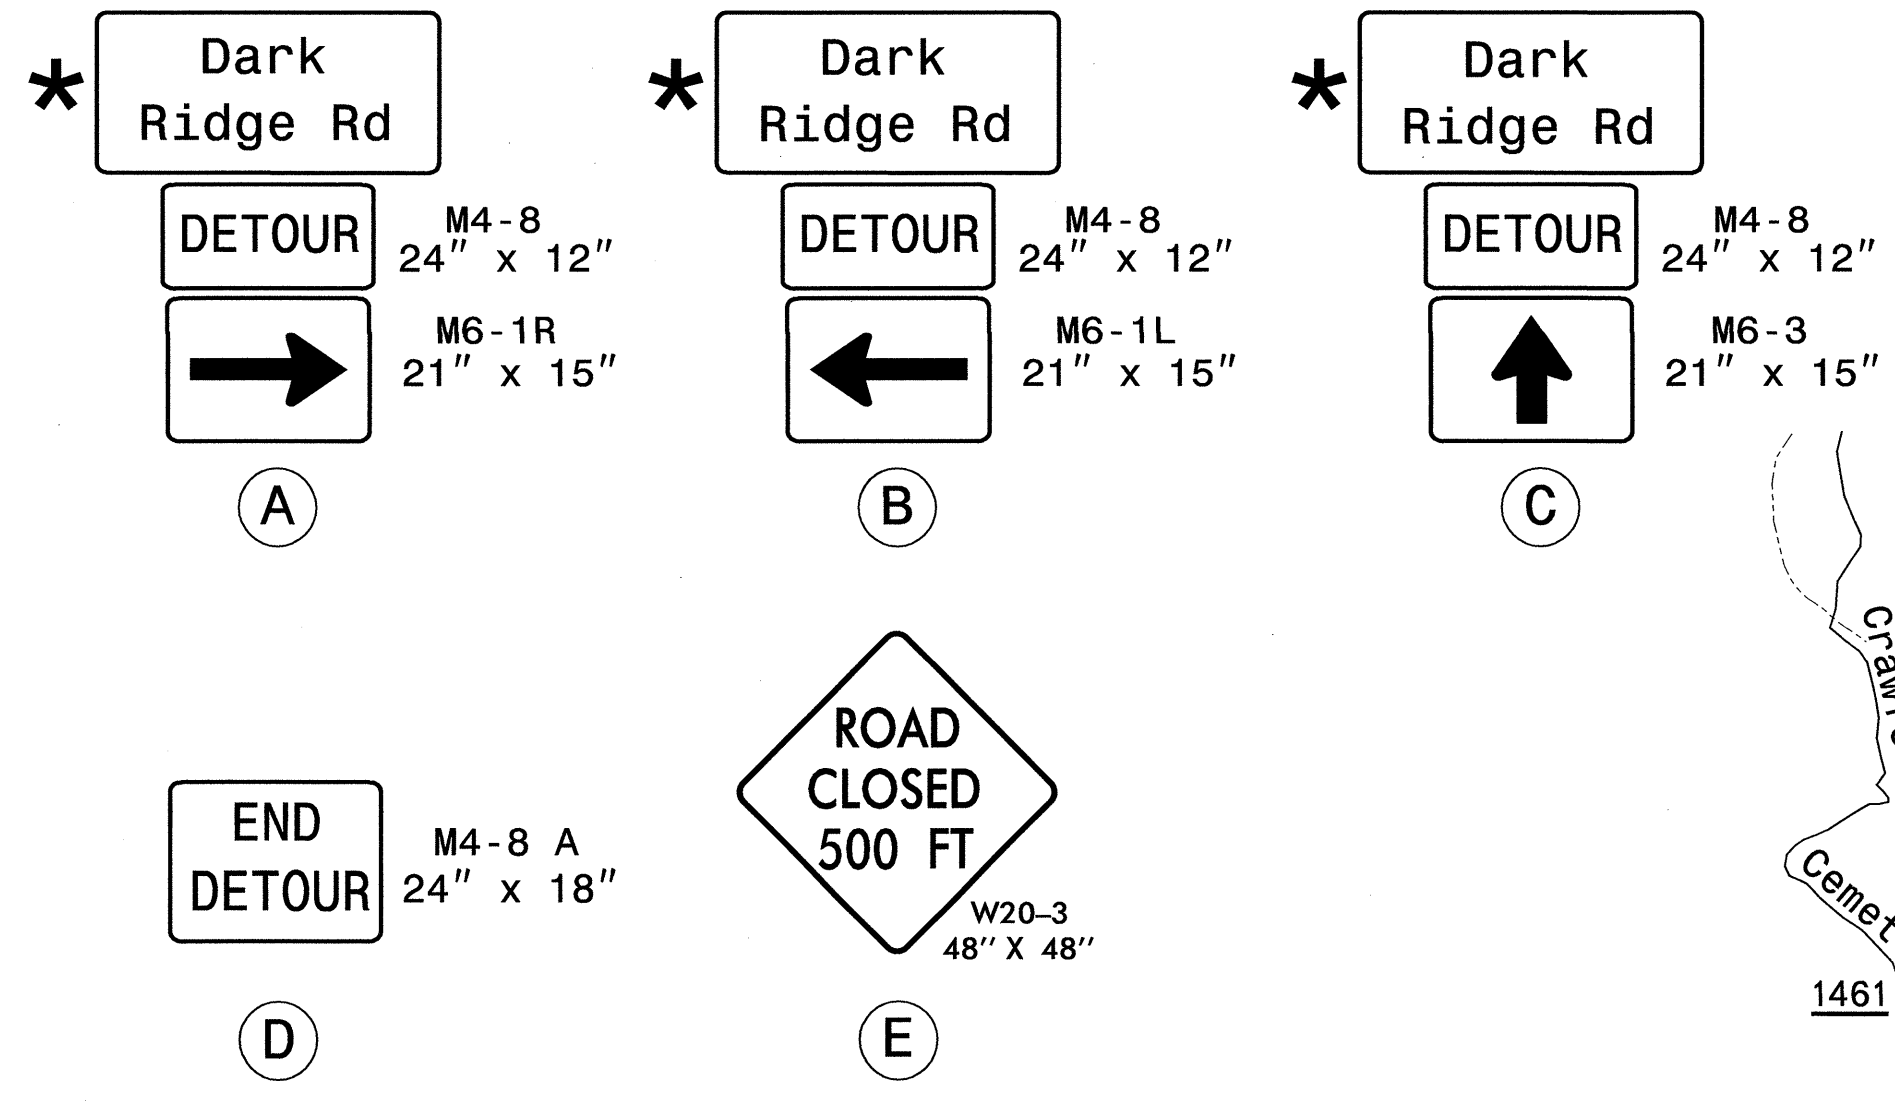 * Dark
Ridge Rd
DETOUR
M4-8
24" x 12"
M6-1R
21" x 15"
A
* Dark
Ridge Rd
DETOUR
M4-8
24" x 12"
M6-1L
21" x 15"
B
* Dark
Ridge Rd
DETOUR
M4-8
24" x 12"
M6-3
21" x 15"
C
END
DETOUR
M4-8 A
24" x 18"
D
ROAD
CLOSED
500 FT
W20-3
48" X 48"
E
Cemet
1461